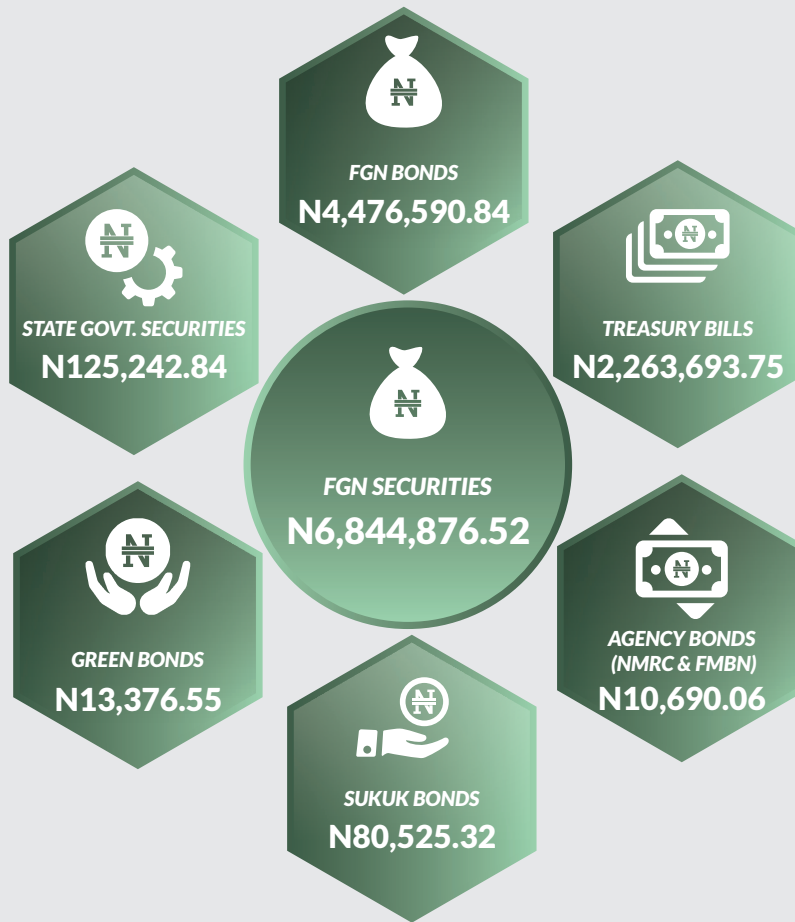 FGN BONDS
N4,476,590.84
STATE GOVT. SECURITIES
N125,242.84
TREASURY BILLS
N2,263,693.75
FGN SECURITIES
N6,844,876.52
GREEN BONDS
N13,376.55
AGENCY BONDS
(NMRC & FMBN)
N10,690.06
SUKUK BONDS
N80,525.32